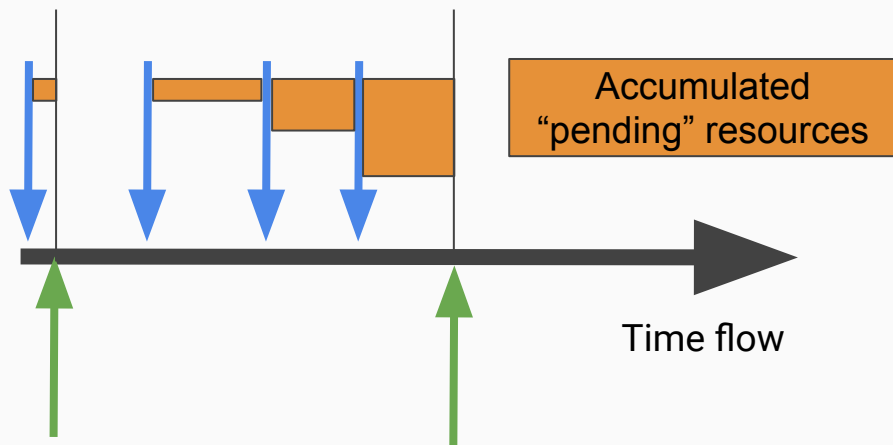 Accumulated
“pending” resources
Time flow